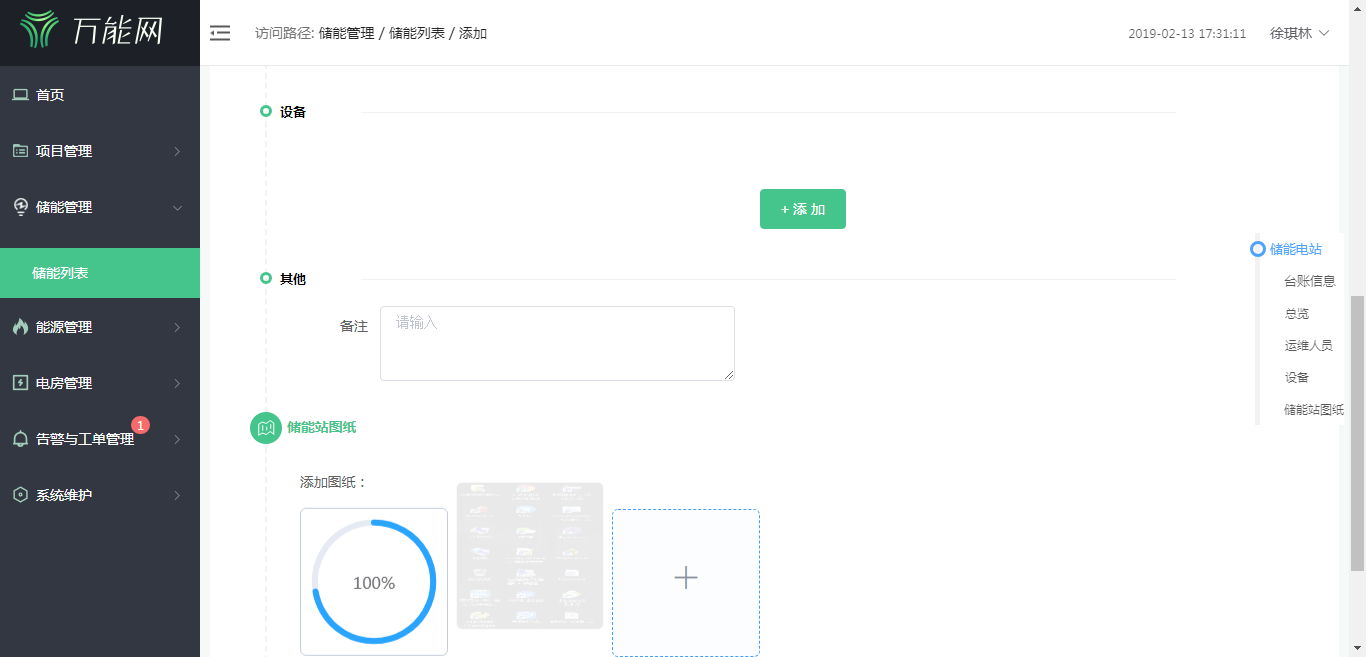 万能网
访问路径: 储能管理 / 储能列表 / 添加
2019-02-13 17:31:11
徐琪林
首页
项目管理
储能管理
储能列表
能源管理
电房管理
告警与工单管理
1
系统维护
设备
+ 添 加
其他
备注
请输入
储能站图纸
添加图纸：
100%
储能电站
台账信息
总览
运维人员
设备
储能站图纸